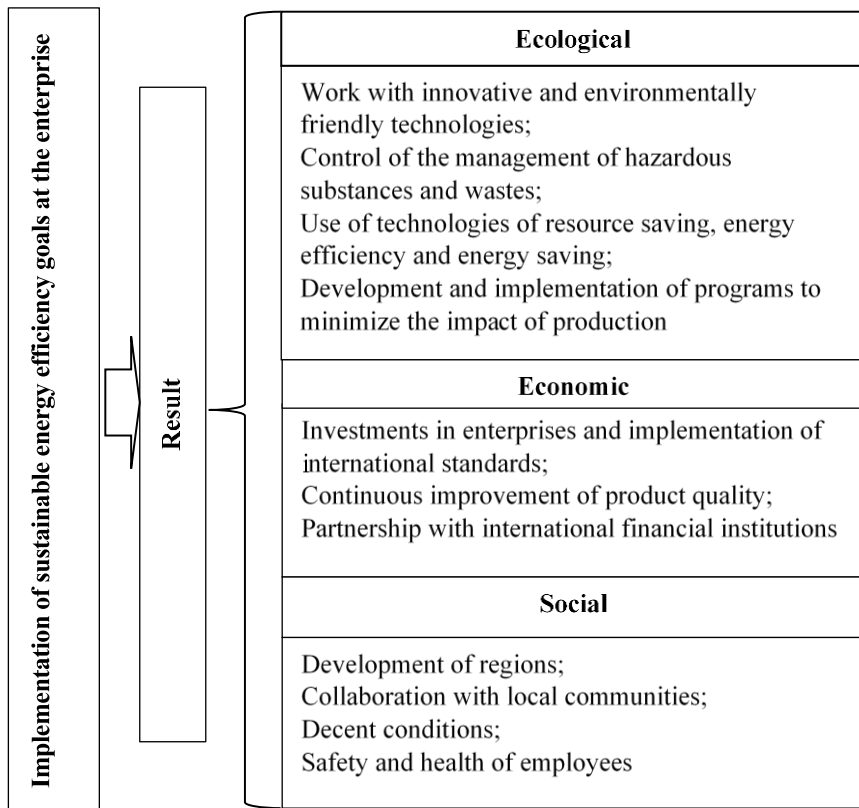 Implementation of sustainable energy efficiency goals at the enterprise
Result
Ecological
Work with innovative and environmentally
friendly technologies;
Control of the management of hazardous
substances and wastes;
Use of technologies of resource saving, energy
efficiency and energy saving;
Development and implementation of programs to
minimize the impact of production
Economic
Investments in enterprises and implementation of
international standards;
Continuous improvement of product quality;
Partnership with international financial institutions
Social
Development of regions;
Collaboration with local communities;
Decent conditions;
Safety and health of employees